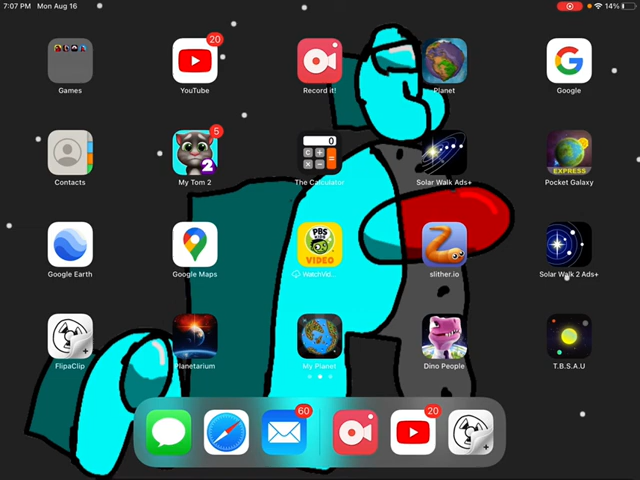 7:07 PM Mon Aug 16
14%
20
Games
YouTube
Record it!
Planet
Google
5
0
2
EXPRESS
Contacts
My Tom 2
The Calculator
Solar Walk Ads+
Pocket Galaxy
PBS
KIDS
VIDEO
Google Earth
Google Maps
WatchVid...
slither.io
Solar Walk 2 Ads+
FlipaClip
Planetarium
My Planet
Dino People
T.B.S.A.U
60
20